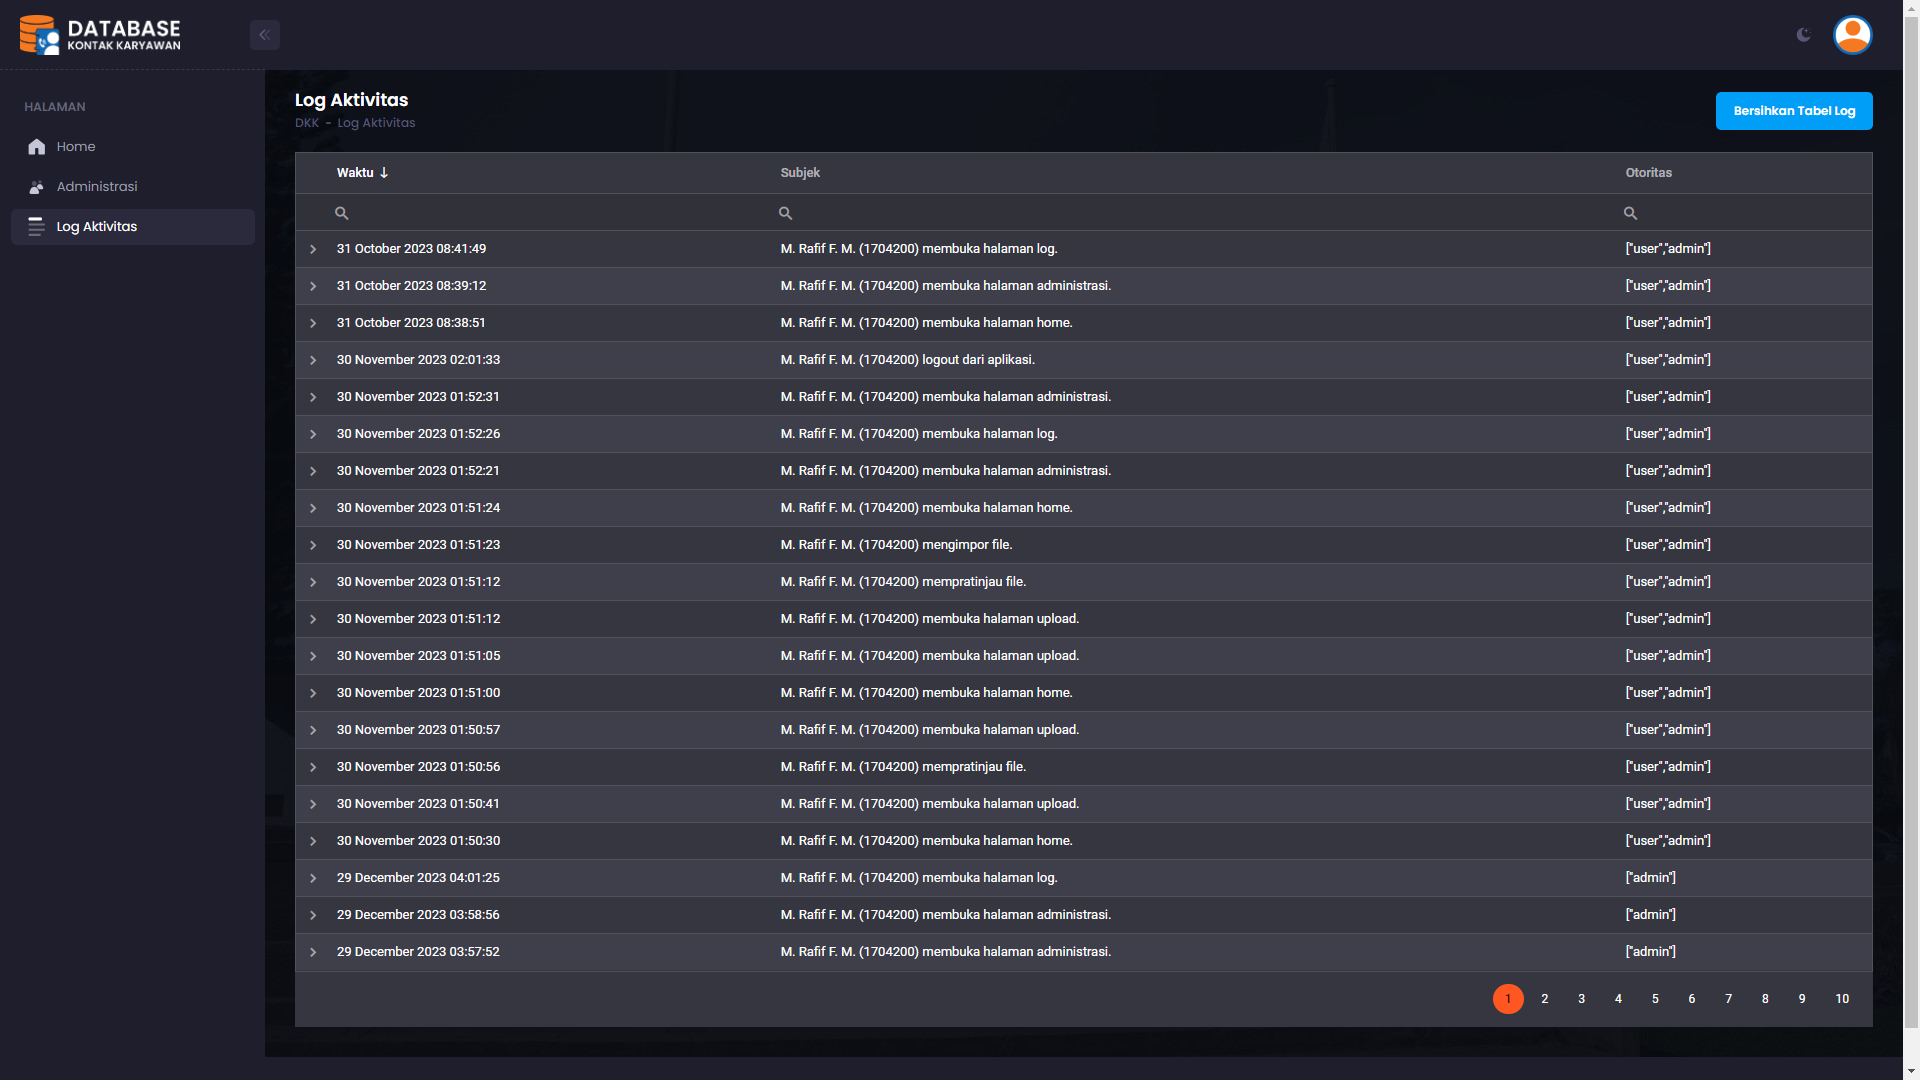 DATABASE
KONTAK KARYAWAN
HALAMAN
Home
Administrasi
Log Aktivitas
Log Aktivitas
DKK - Log Aktivitas
Bersihkan Tabel Log
Waktu Subjek Otoritas
31 October 2023 08:41:49 M. Rafif F. M. (1704200) membuka halaman log. ["user","admin"]
31 October 2023 08:39:12 M. Rafif F. M. (1704200) membuka halaman administrasi. ["user","admin"]
31 October 2023 08:38:51 M. Rafif F. M. (1704200) membuka halaman home. ["user","admin"]
30 November 2023 02:01:33 M. Rafif F. M. (1704200) logout dari aplikasi. ["user","admin"]
30 November 2023 01:52:31 M. Rafif F. M. (1704200) membuka halaman administrasi. ["user","admin"]
30 November 2023 01:52:26 M. Rafif F. M. (1704200) membuka halaman log. ["user","admin"]
30 November 2023 01:52:21 M. Rafif F. M. (1704200) membuka halaman administrasi. ["user","admin"]
30 November 2023 01:51:24 M. Rafif F. M. (1704200) membuka halaman home. ["user","admin"]
30 November 2023 01:51:23 M. Rafif F. M. (1704200) mengimpor file. ["user","admin"]
30 November 2023 01:51:12 M. Rafif F. M. (1704200) mempratinjau file. ["user","admin"]
30 November 2023 01:51:12 M. Rafif F. M. (1704200) membuka halaman upload. ["user","admin"]
30 November 2023 01:51:05 M. Rafif F. M. (1704200) membuka halaman upload. ["user","admin"]
30 November 2023 01:51:00 M. Rafif F. M. (1704200) membuka halaman home. ["user","admin"]
30 November 2023 01:50:57 M. Rafif F. M. (1704200) membuka halaman upload. ["user","admin"]
30 November 2023 01:50:56 M. Rafif F. M. (1704200) mempratinjau file. ["user","admin"]
30 November 2023 01:50:41 M. Rafif F. M. (1704200) membuka halaman upload. ["user","admin"]
30 November 2023 01:50:30 M. Rafif F. M. (1704200) membuka halaman home. ["user","admin"]
29 December 2023 04:01:25 M. Rafif F. M. (1704200) membuka halaman log. ["admin"]
29 December 2023 03:58:56 M. Rafif F. M. (1704200) membuka halaman administrasi. ["admin"]
29 December 2023 03:57:52 M. Rafif F. M. (1704200) membuka halaman administrasi. ["admin"]
1 2 3 4 5 6 7 8 9 10